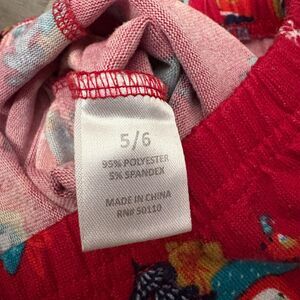 5/6
95% POLYESTER
5% SPANDEX
MADE IN CHINA
RN# 50110